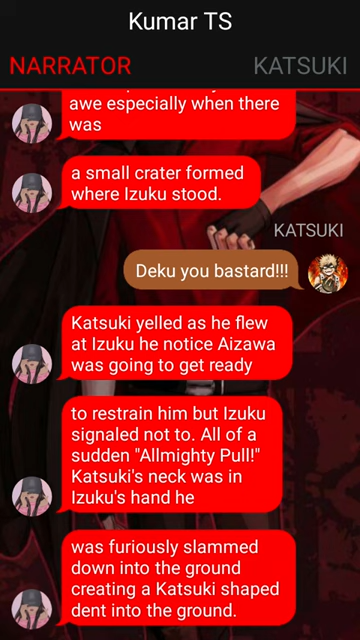 Kumar TS
NARRATOR
KATSUKI
awe especially when there
was
a small crater formed
where Izuku stood.
KATSUKI
Deku you bastard!!!
Katsuki yelled as he flew
at Izuku he notice Aizawa
was going to get ready
to restrain him but Izuku
signaled not to. All of a
sudden "Allmighty Pull!"
Katsuki's neck was in
Izuku's hand he
was furiously slammed
down into the ground
creating a Katsuki shaped
dent into the ground.